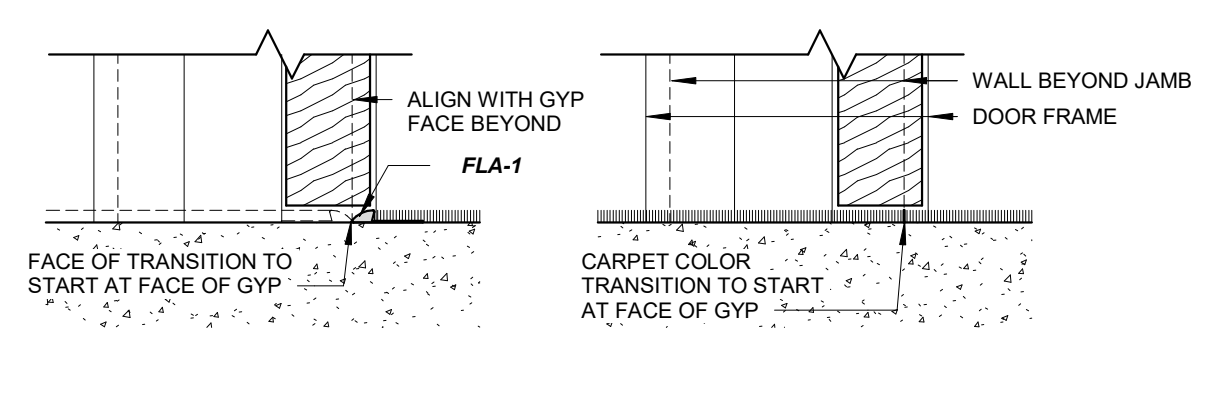 ALIGN WITH GYP
FACE BEYOND
FLA-1
FACE OF TRANSITION TO
START AT FACE OF GYP
WALL BEYOND JAMB
DOOR FRAME
CARPET COLOR
TRANSITION TO START
AT FACE OF GYP